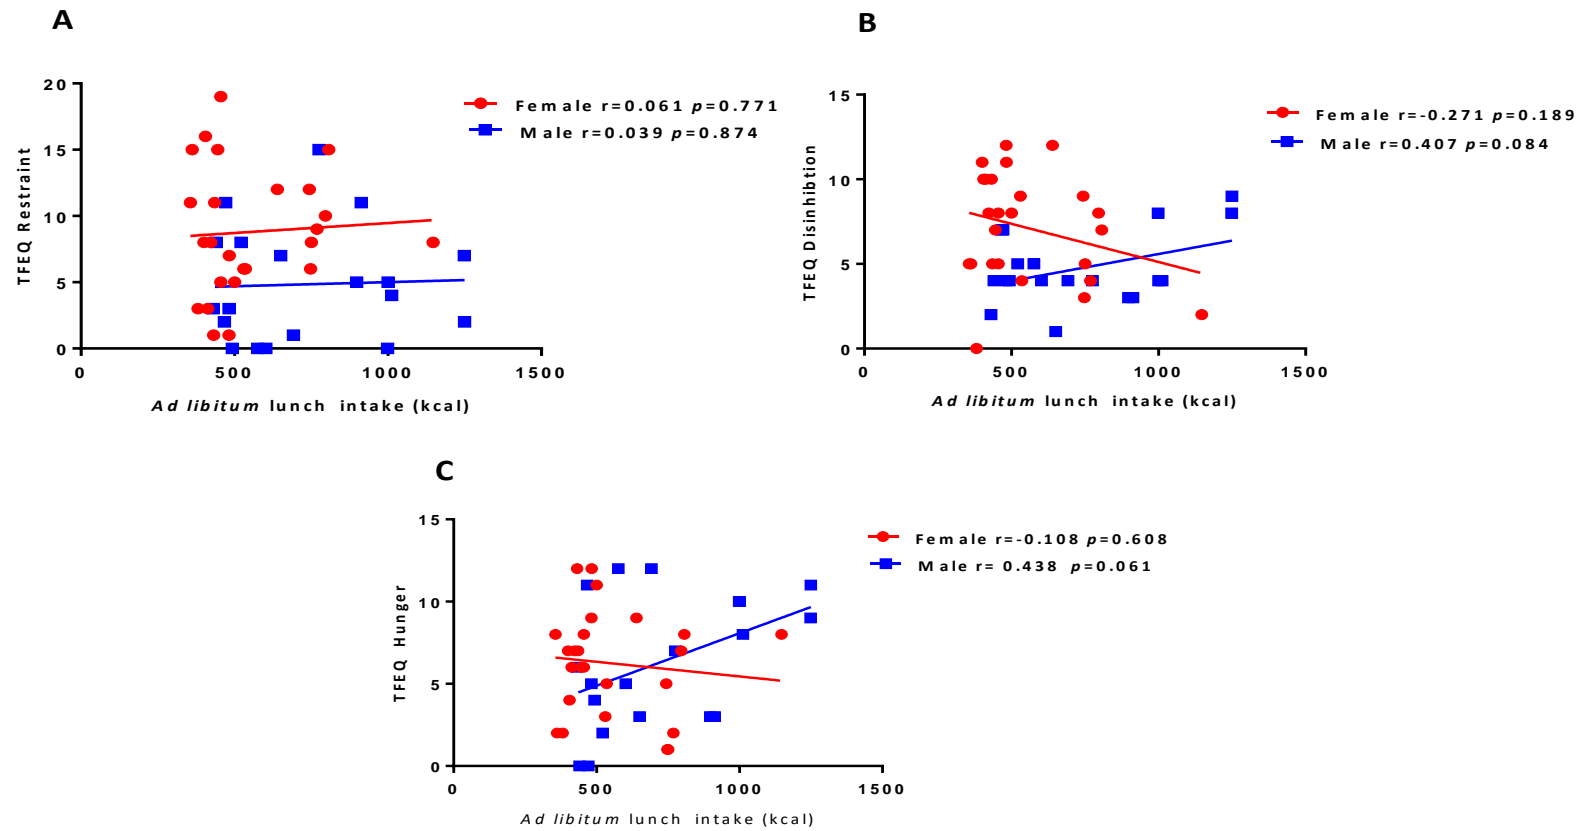 A
TFEQ Restraint
20
15
10
5
0
0 500 1000 1500
Ad libitum lunch intake (kcal)
Female r=0.061 p=0.771
Male r=0.039 p=0.874
B
TFEQ Disinhibtion
15
10
5
0
0 500 1000 1500
Ad libitum lunch intake (kcal)
Female r=-0.271 p=0.189
Male r=0.407 p=0.084
C
TFEQ Hunger
15
10
5
0
0 500 1000 1500
Ad libitum lunch intake (kcal)
Female r=-0.108 p=0.608
Male r= 0.438 p=0.061